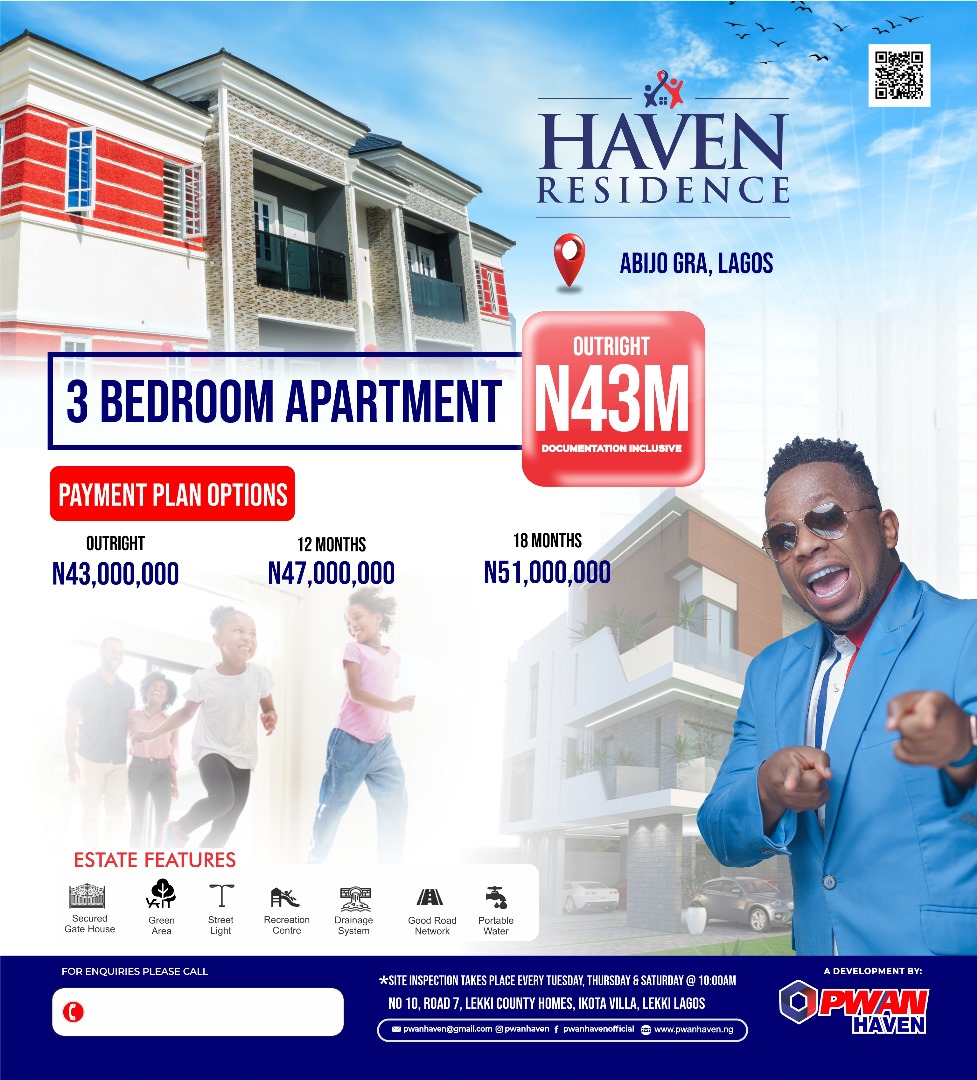 HAVEN
RESIDENCE
ABIJO GRA, LAGOS
OUTRIGHT
N43M
DOCUMENTATION INCLUSIVE
3 BEDROOM APARTMENT
PAYMENT PLAN OPTIONS
OUTRIGHT
N43,000,000
12 MONTHS
N47,000,000
18 MONTHS
N51,000,000
ESTATE FEATURES
Secured
Gate House
Green
Area
Street
Light
Recreation
Centre
Drainage
System
Good Road
Network
Portable
Water
FOR ENQUIRIES PLEASE CALL
*SITE INSPECTION TAKES PLACE EVERY TUESDAY, THURSDAY & SATURDAY @ 10:00AM
NO 10, ROAD 7, LEKKI COUNTY HOMES, IKOTA VILLA, LEKKI LAGOS
pwanhaven@gmail.com pwanhaven f pwanhavenofficial www.pwanhaven.ng
A DEVELOPMENT BY:
PWAN
HAVEN